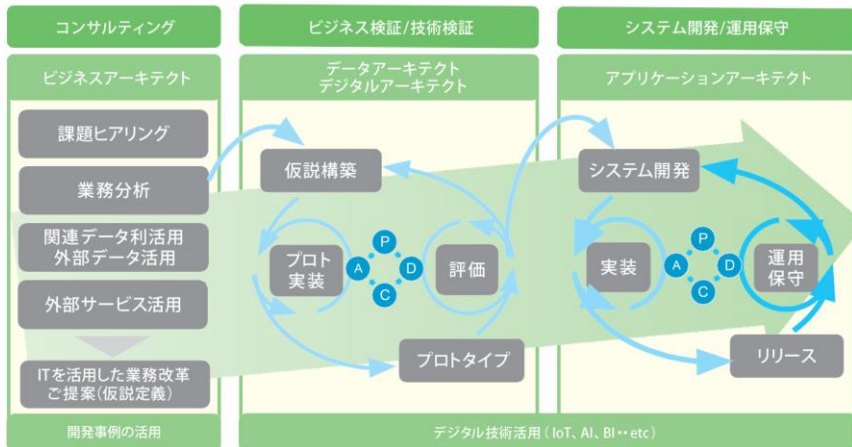 コンサルティング
ビジネス検証/技術検証
システム開発/運用保守
ビジネスアーキテクト
データアーキテクト
デジタルアーキテクト
アプリケーションアーキテクト
課題ヒアリング
業務分析
関連データ利活用
外部データ活用
外部サービス活用
ITを活用した業務改革
ご提案(仮説定義)
開発事例の活用
仮説構築
プロト
実装
P
A
D
C
評価
プロトタイプ
システム開発
実装
P
A
D
C
運用
保守
リリース
デジタル技術活用(IoT、AI、BI••etc)